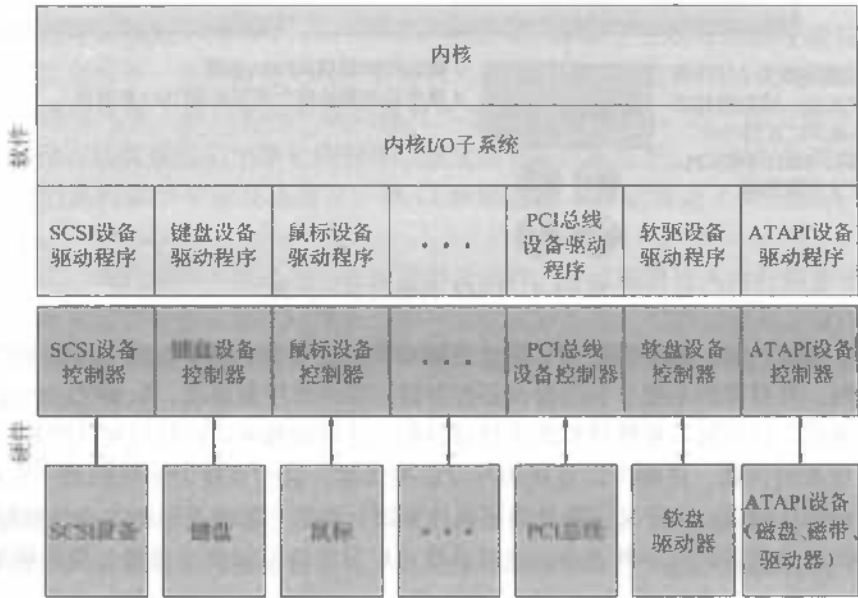 内核
软件
内核I/O子系统
SCSI设备
驱动程序
键盘设备
驱动程序
鼠标设备
驱动程序
· · ·
PCI总线
设备驱动
程序
软驱设备
驱动程序
ATAPI设备
驱动程序
硬件
SCSI设备
控制器
键盘设备
控制器
鼠标设备
控制器
· · ·
PCI总线
设备控制器
软盘设备
控制器
ATAPI设备
控制器
SCSI设备
键盘
鼠标
· · ·
PCI总线
软盘
驱动器
ATAPI设备
(磁盘、磁带、
驱动器)